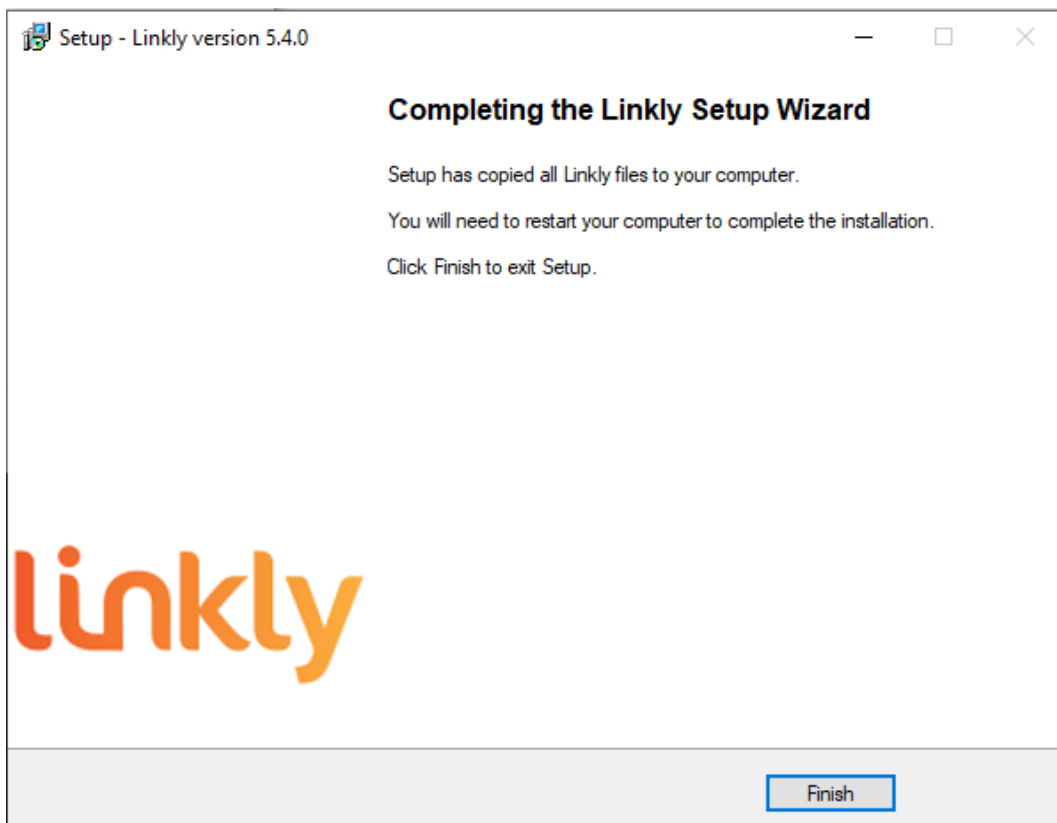 Setup - Linkly version 5.4.0
Completing the Linkly Setup Wizard
Setup has copied all Linkly files to your computer.
You will need to restart your computer to complete the installation.
Click Finish to exit Setup.
linkly
Finish